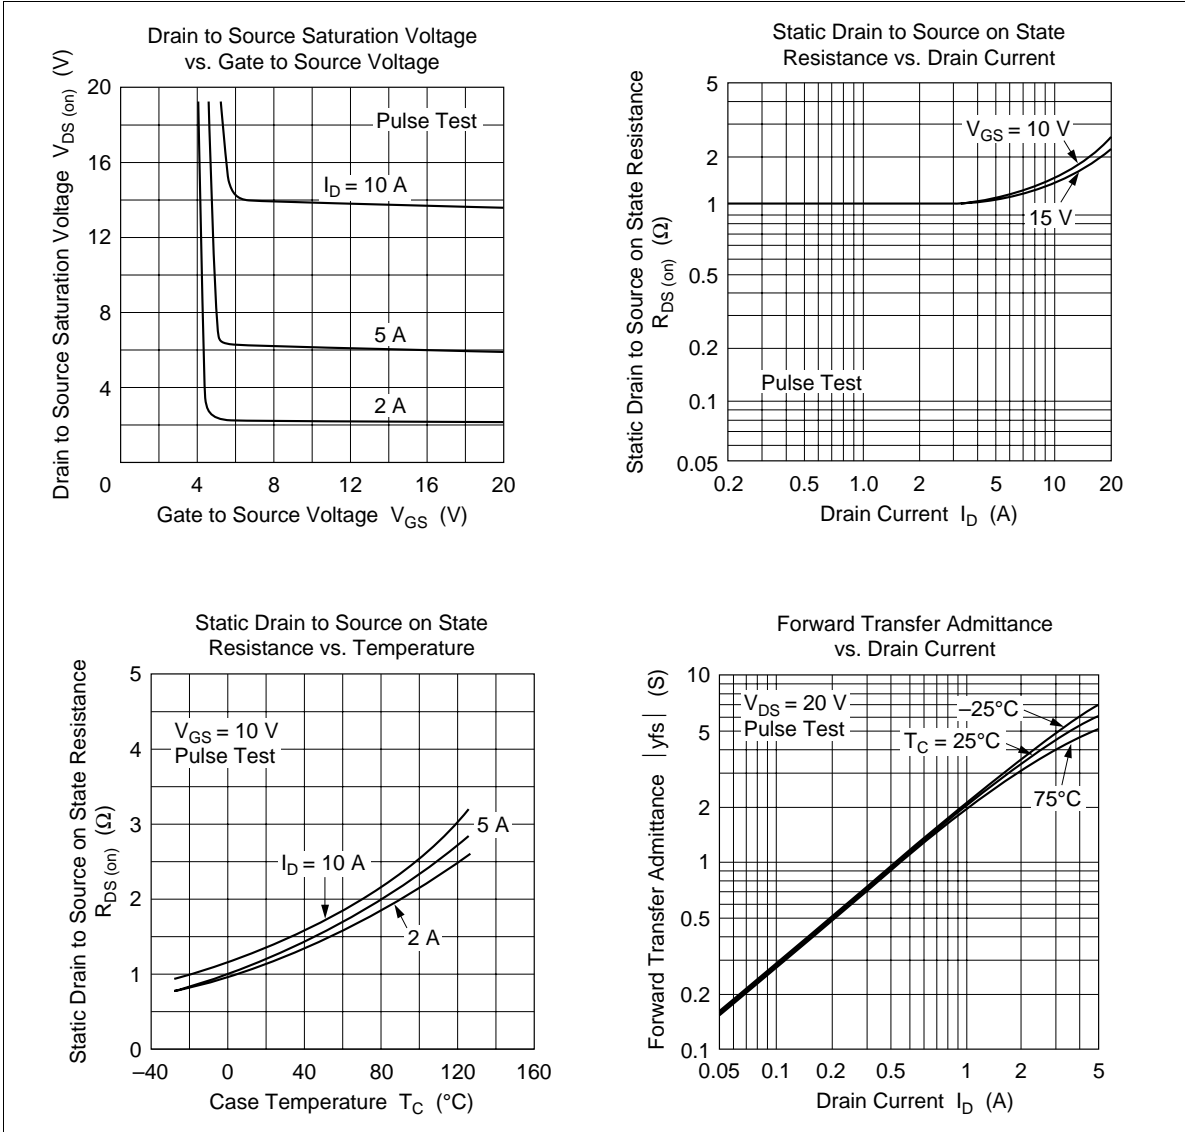 Drain to Source Saturation Voltage
vs. Gate to Source Voltage
Drain to Source Saturation Voltage V_DS (on) (V)
20
16
12
8
4
0
Pulse Test
I_D = 10 A
5 A
2 A
4
8
12
16
20
Gate to Source Voltage V_GS (V)
Static Drain to Source on State
Resistance vs. Drain Current
Static Drain to Source on State Resistance
R_DS (on) (Ω)
5
2
1
0.5
0.2
0.1
0.05
V_GS = 10 V
15 V
Pulse Test
0.2
0.5
1.0
2
5
10
20
Drain Current I_D (A)
Static Drain to Source on State
Resistance vs. Temperature
Static Drain to Source on State Resistance
R_DS (on) (Ω)
5
4
3
2
1
0
V_GS = 10 V
Pulse Test
I_D = 10 A
5 A
2 A
–40
0
40
80
120
160
Case Temperature T_C (°C)
Forward Transfer Admittance
vs. Drain Current
Forward Transfer Admittance |yfs| (S)
10
5
2
1
0.5
0.2
0.1
V_DS = 20 V
Pulse Test
–25°C
T_C = 25°C
75°C
0.05
0.1
0.2
0.5
1
2
5
Drain Current I_D (A)